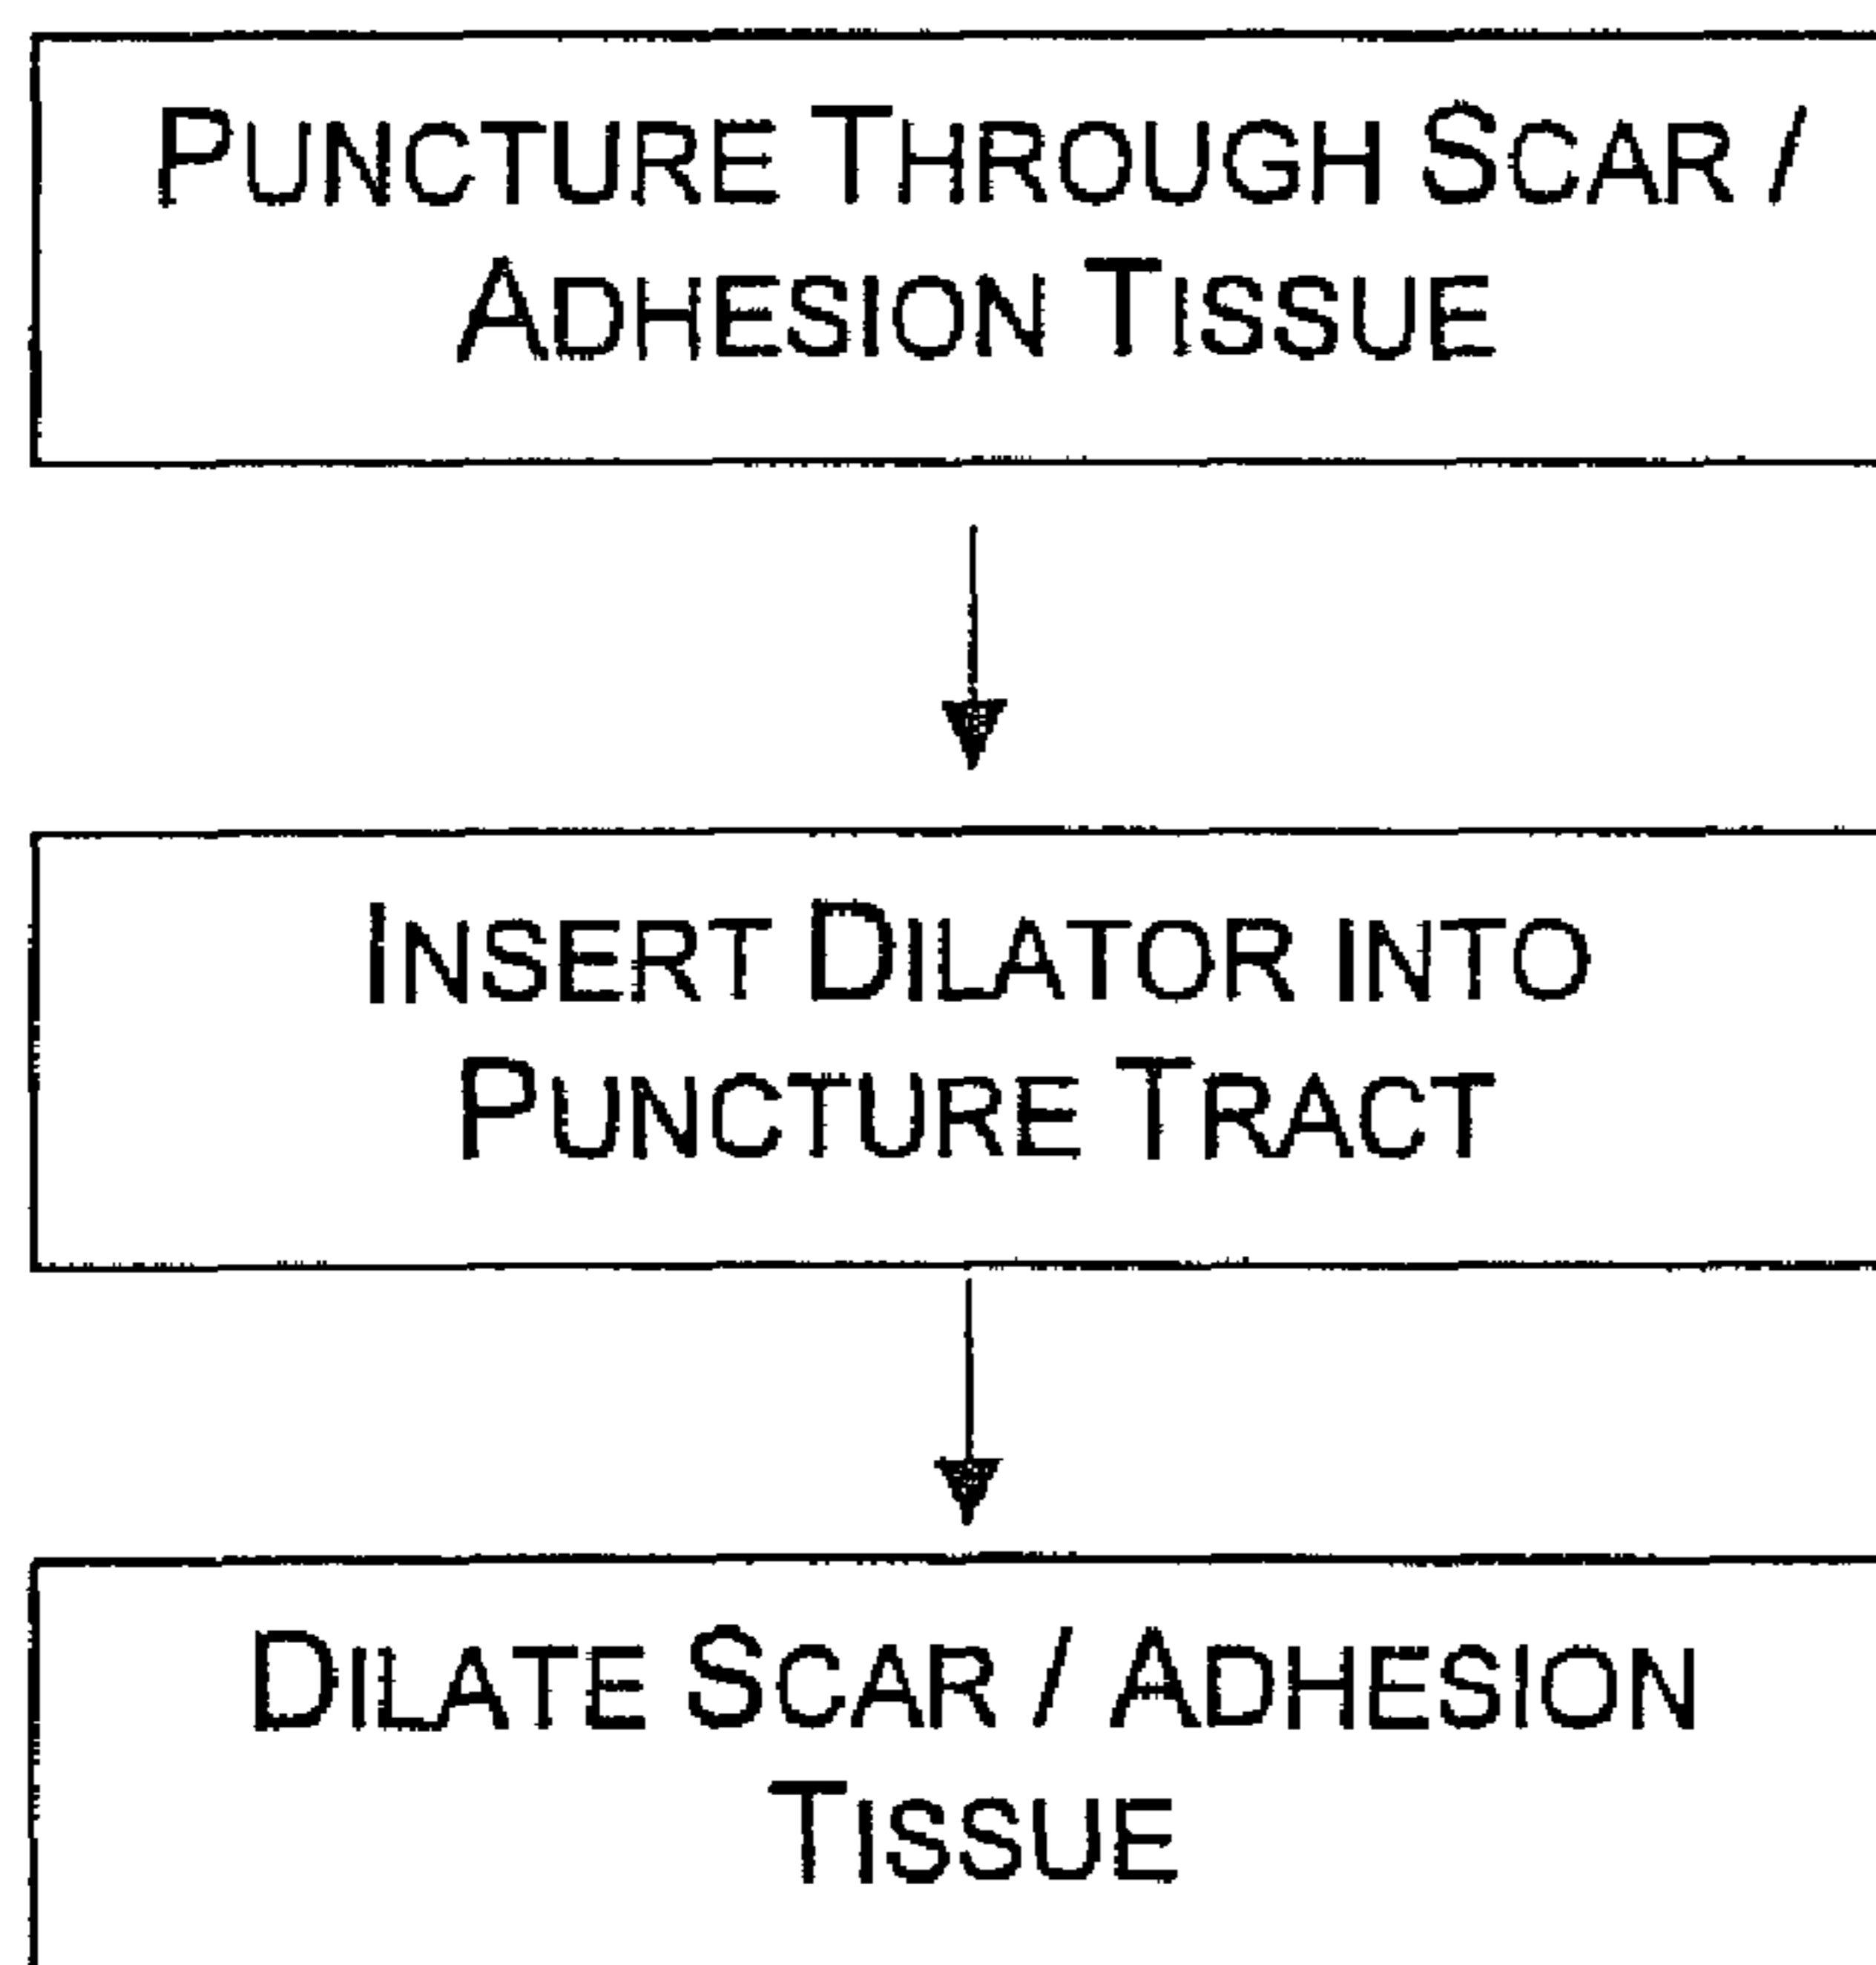 PUNCTURE THROUGH SCAR /
ADHESION TISSUE
INSERT DILATOR INTO
PUNCTURE TRACT
DILATE SCAR / ADHESION
TISSUE